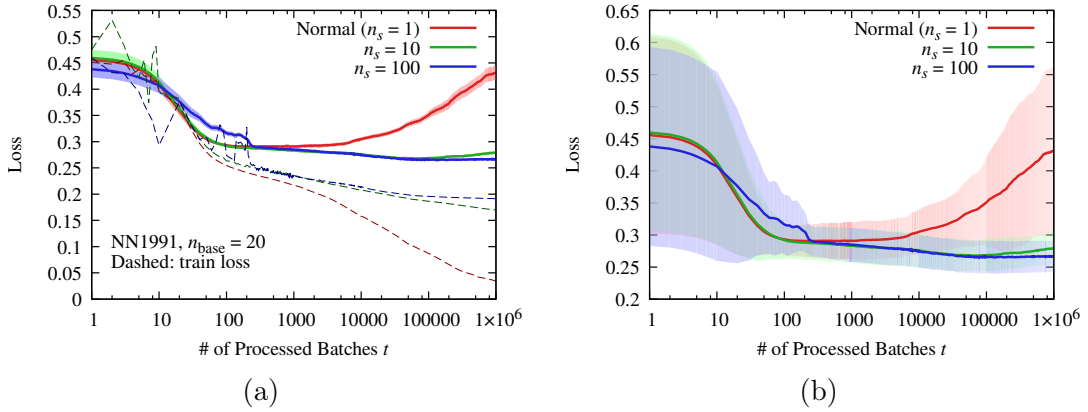 0.55
0.5
0.45
0.4
0.35
0.3
0.25
0.2
0.15
0.1
0.05
0
Loss
Normal (n_s = 1)
n_s = 10
n_s = 100
NN1991, n_base = 20
Dashed: train loss
1 10 100 1000 10000 100000 1×10⁶
# of Processed Batches t
(a)
0.65
0.6
0.55
0.5
0.45
0.4
0.35
0.3
0.25
0.2
Loss
Normal (n_s = 1)
n_s = 10
n_s = 100
1 10 100 1000 10000 100000 1×10⁶
# of Processed Batches t
(b)